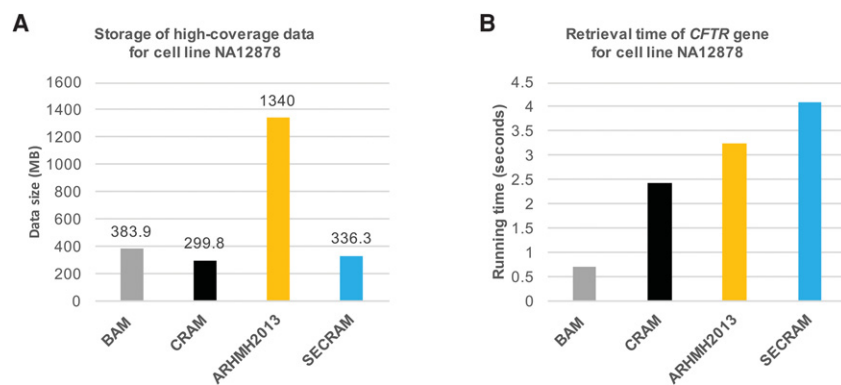 A
Storage of high-coverage data
for cell line NA12878
Data size (MB)
1600
1400
1200
1000
800
600
400
200
0
383.9
299.8
1340
336.3
BAM
CRAM
ARHMH2013
SECRAM
B
Retrieval time of CFTR gene
for cell line NA12878
Running time (seconds)
4.5
4
3.5
3
2.5
2
1
0.5
0
BAM
CRAM
ARHMH2013
SECRAM